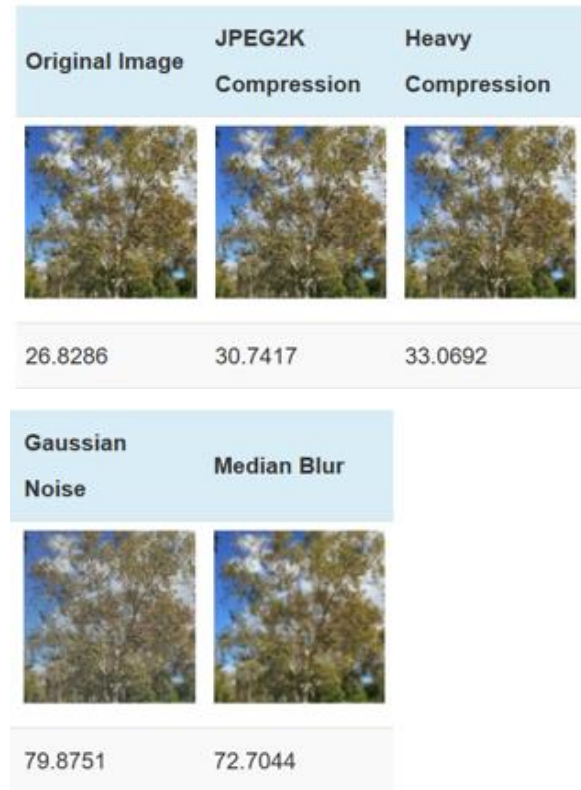 Original Image
JPEG2K
Compression
Heavy
Compression
26.8286
30.7417
33.0692
Gaussian
Noise
Median Blur
79.8751
72.7044